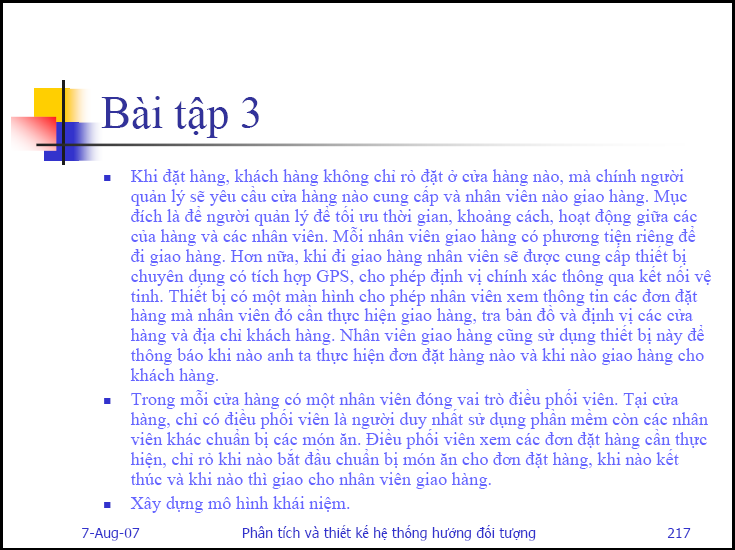 Bài tập 3
Khi đặt hàng, khách hàng không chỉ rỏ đặt ở cửa hàng nào, mà chính người
quản lý sẽ yêu cầu cửa hàng nào cung cấp và nhân viên nào giao hàng. Mục
đích là để người quản lý để tối ưu thời gian, khoảng cách, hoạt động giữa các
của hàng và các nhân viên. Mỗi nhân viên giao hàng có phương tiện riêng để
đi giao hàng. Hơn nữa, khi đi giao hàng nhân viên sẽ được cung cấp thiết bị
chuyên dụng có tích hợp GPS, cho phép định vị chính xác thông qua kết nối vệ
tinh. Thiết bị có một màn hình cho phép nhân viên xem thông tin các đơn đặt
hàng mà nhân viên đó cần thực hiện giao hàng, tra bản đồ và định vị các cửa
hàng và địa chỉ khách hàng. Nhân viên giao hàng cũng sử dụng thiết bị này để
thông báo khi nào anh ta thực hiện đơn đặt hàng nào và khi nào giao hàng cho
khách hàng.
Trong mỗi cửa hàng có một nhân viên đóng vai trò điều phối viên. Tại cửa
hàng, chỉ có điều phối viên là người duy nhất sử dụng phần mềm còn các nhân
viên khác chuẩn bị các món ăn. Điều phối viên xem các đơn đặt hàng cần thực
hiện, chỉ rỏ khi nào bắt đầu chuẩn bị món ăn cho đơn đặt hàng, khi nào kết
thúc và khi nào thì giao cho nhân viên giao hàng.
Xây dựng mô hình khái niệm.
7-Aug-07 Phân tích và thiết kế hệ thống hướng đối tượng 217